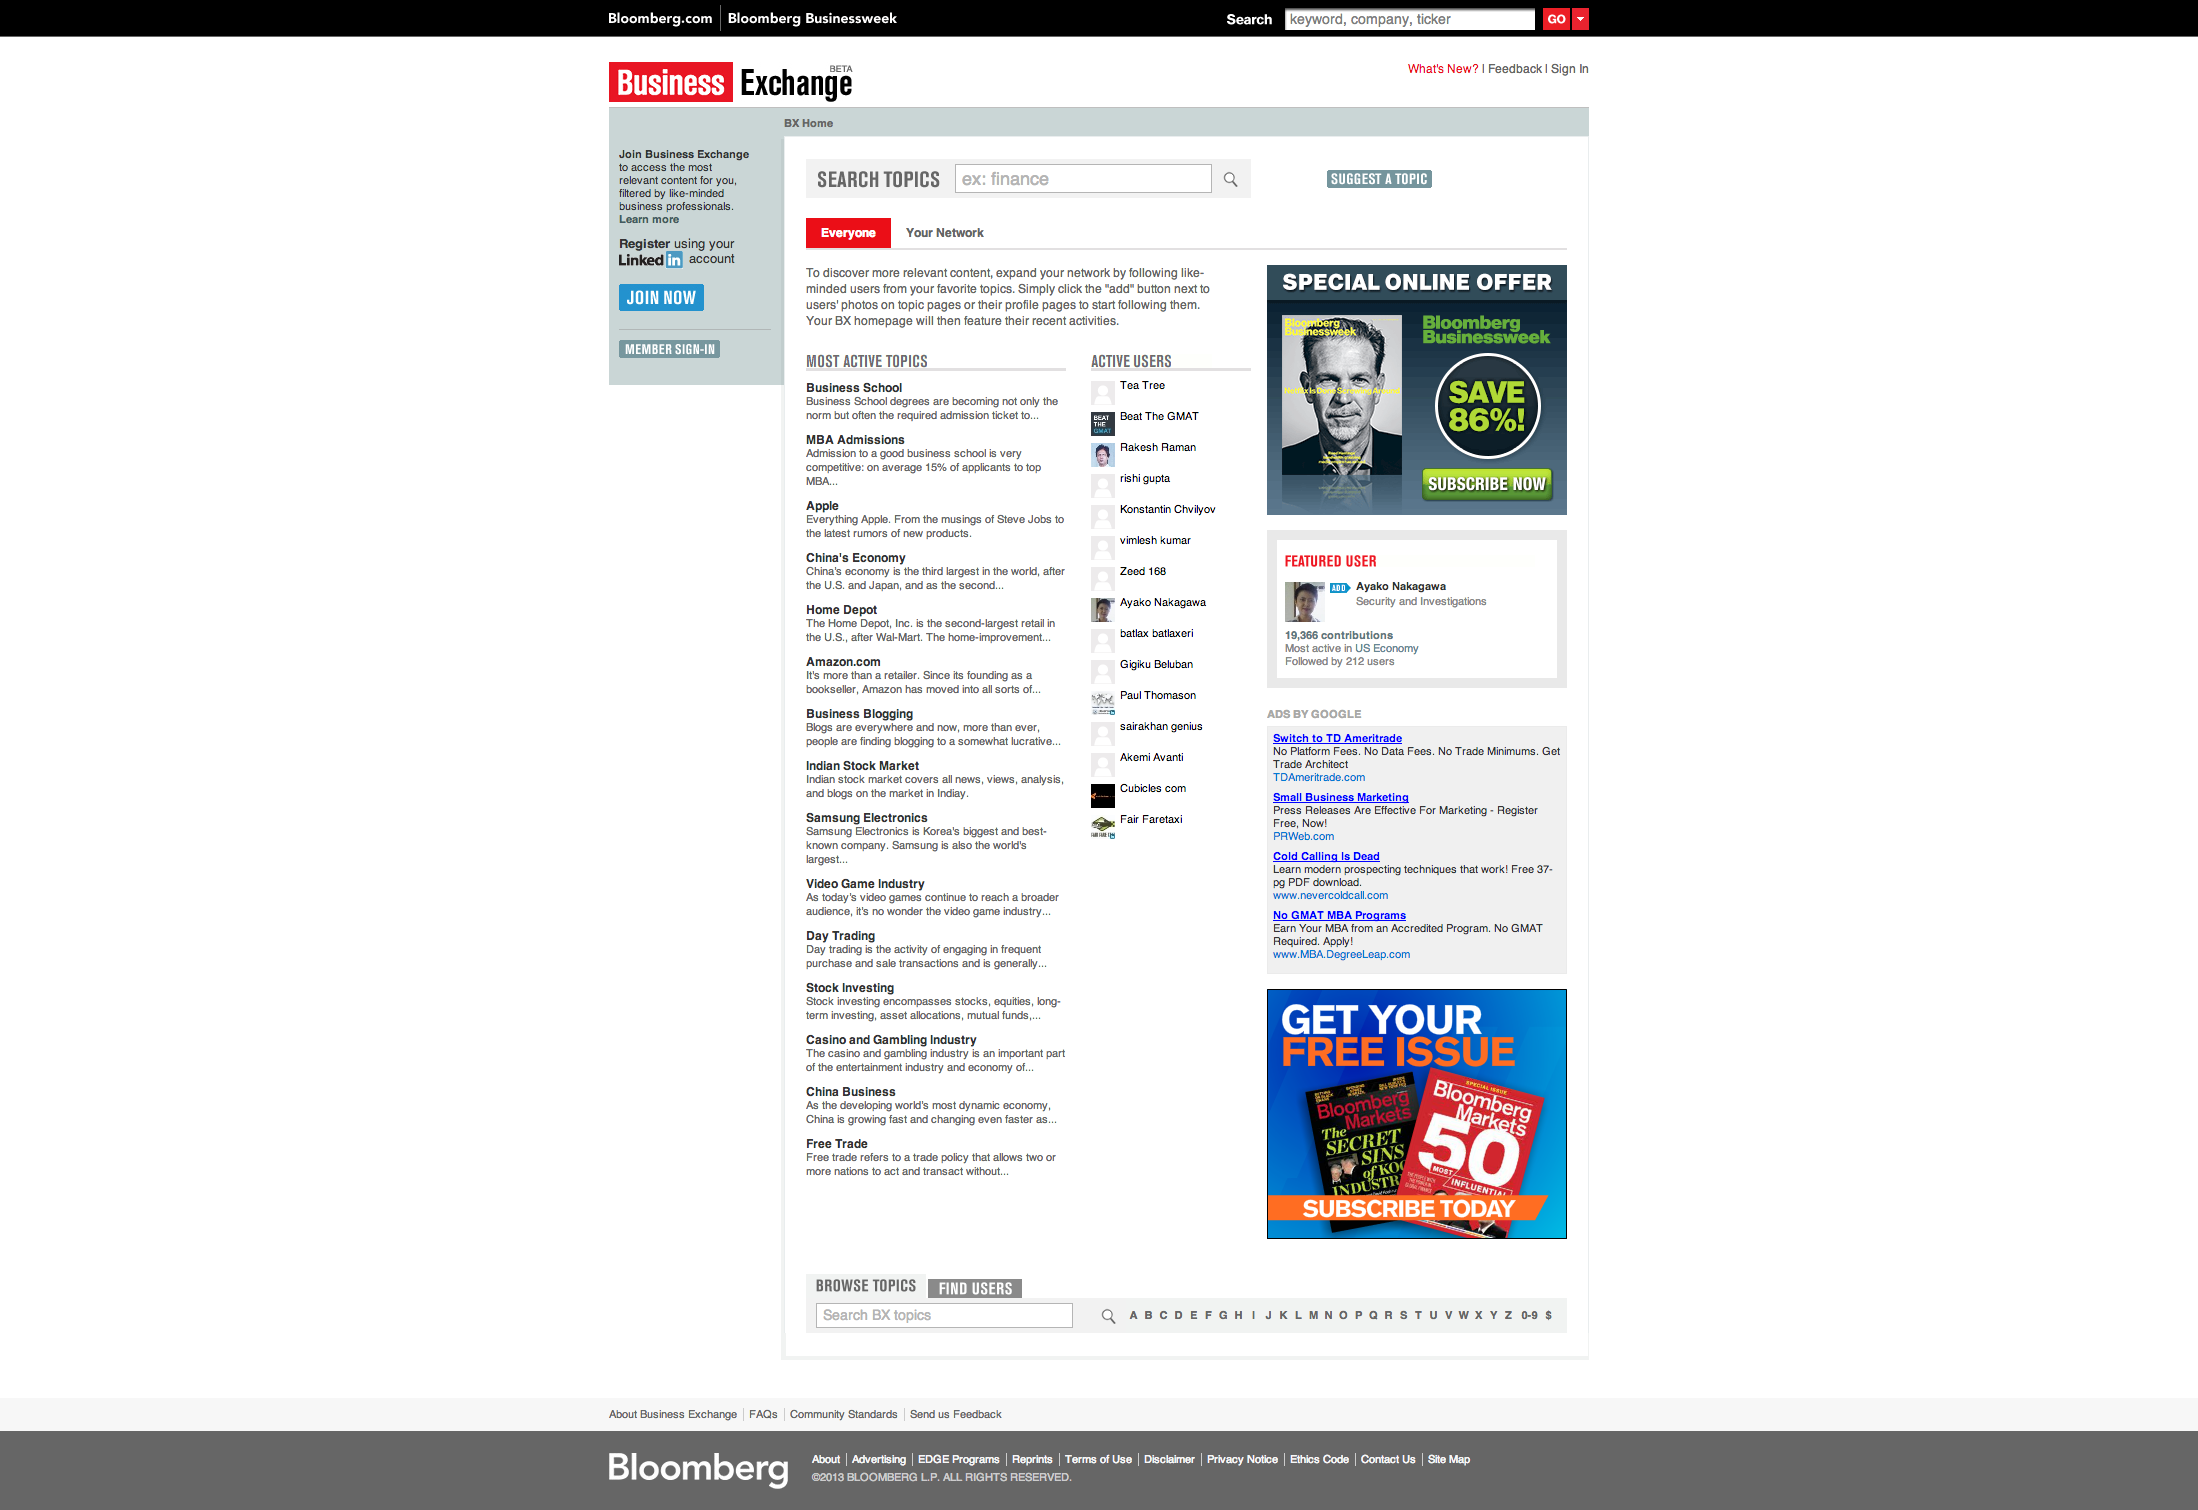 Bloomberg.com | Bloomberg Businessweek
Search
keyword, company, ticker
GO
Business Exchange
BETA
What's New? | Feedback | Sign In
BX Home
Join Business Exchange
to access the most
relevant content for you,
filtered by like-minded
business professionals.
Learn more
Register using your
LinkedIn account
JOIN NOW
MEMBER SIGN-IN
SEARCH TOPICS
ex: finance
SUGGEST A TOPIC
Everyone
Your Network
To discover more relevant content, expand your network by following like-
minded users from your favorite topics. Simply click the "add" button next to
users' photos on topic pages or their profile pages to start following them.
Your BX homepage will then feature their recent activities.
MOST ACTIVE TOPICS
Business School
Business School degrees are becoming not only the
norm but often the required admission ticket to...
MBA Admissions
Admission to a good business school is very
competitive: on average 15% of applicants to top
MBA...
Apple
Everything Apple. From the musings of Steve Jobs to
the latest rumors of new products.
China's Economy
China's economy is the third largest in the world, after
the U.S. and Japan, and as the second...
Home Depot
The Home Depot, Inc. is the second-largest retail in
the U.S., after Wal-Mart. The home-improvement...
Amazon.com
It's more than a retailer. Since its founding as a
bookseller, Amazon has moved into all sorts of...
Business Blogging
Blogs are everywhere and now, more than ever,
people are finding blogging to a somewhat lucrative...
Indian Stock Market
Indian stock market covers all news, views, analysis,
and blogs on the market in Indiay.
Samsung Electronics
Samsung Electronics is Korea's biggest and best-
known company. Samsung is also the world's
largest...
Video Game Industry
As today's video games continue to reach a broader
audience, it's no wonder the video game industry...
Day Trading
Day trading is the activity of engaging in frequent
purchase and sale transactions and is generally...
Stock Investing
Stock investing encompasses stocks, equities, long-
term investing, asset allocations, mutual funds,...
Casino and Gambling Industry
The casino and gambling industry is an important part
of the entertainment industry and economy of...
China Business
As the developing world's most dynamic economy,
China is growing fast and changing even faster as...
Free Trade
Free trade refers to a trade policy that allows two or
more nations to act and transact without...
ACTIVE USERS
Tea Tree
BEAT
THE
GMAT
Beat The GMAT
Rakesh Raman
rishi gupta
Konstantin Chvilyov
vimlesh kumar
Zeed 168
Ayako Nakagawa
batlax batlaxeri
Gigiku Beluban
Paul Thomason
sairakhan genius
Akemi Avanti
Cubicles com
Fair Faretaxi
SPECIAL ONLINE OFFER
Bloomberg
Businessweek
Netflix Is Done Screwing Around
Bloomberg
Businessweek
SAVE
86%!
SUBSCRIBE NOW
FEATURED USER
ADD
Ayako Nakagawa
Security and Investigations
19,366 contributions
Most active in US Economy
Followed by 212 users
ADS BY GOOGLE
Switch to TD Ameritrade
No Platform Fees. No Data Fees. No Trade Minimums. Get
Trade Architect
TDAmeritrade.com
Small Business Marketing
Press Releases Are Effective For Marketing - Register
Free, Now!
PRWeb.com
Cold Calling Is Dead
Learn modern prospecting techniques that work! Free 37-
pg PDF download.
www.nevercoldcall.com
No GMAT MBA Programs
Earn Your MBA from an Accredited Program. No GMAT
Required. Apply!
www.MBA.DegreeLeap.com
GET YOUR
FREE ISSUE
Bloomberg
Markets
The
SECRET
SINS
of KOC
INDUSTR
SPECIAL ISSUE
Bloomberg
Markets
50
MOST
INFLUENTIAL
SUBSCRIBE TODAY
BROWSE TOPICS
FIND USERS
Search BX topics
A B C D E F G H I J K L M N O P Q R S T U V W X Y Z 0-9 $
About Business Exchange | FAQs | Community Standards | Send us Feedback
Bloomberg
About | Advertising | EDGE Programs | Reprints | Terms of Use | Disclaimer | Privacy Notice | Ethics Code | Contact Us | Site Map
©2013 BLOOMBERG L.P. ALL RIGHTS RESERVED.